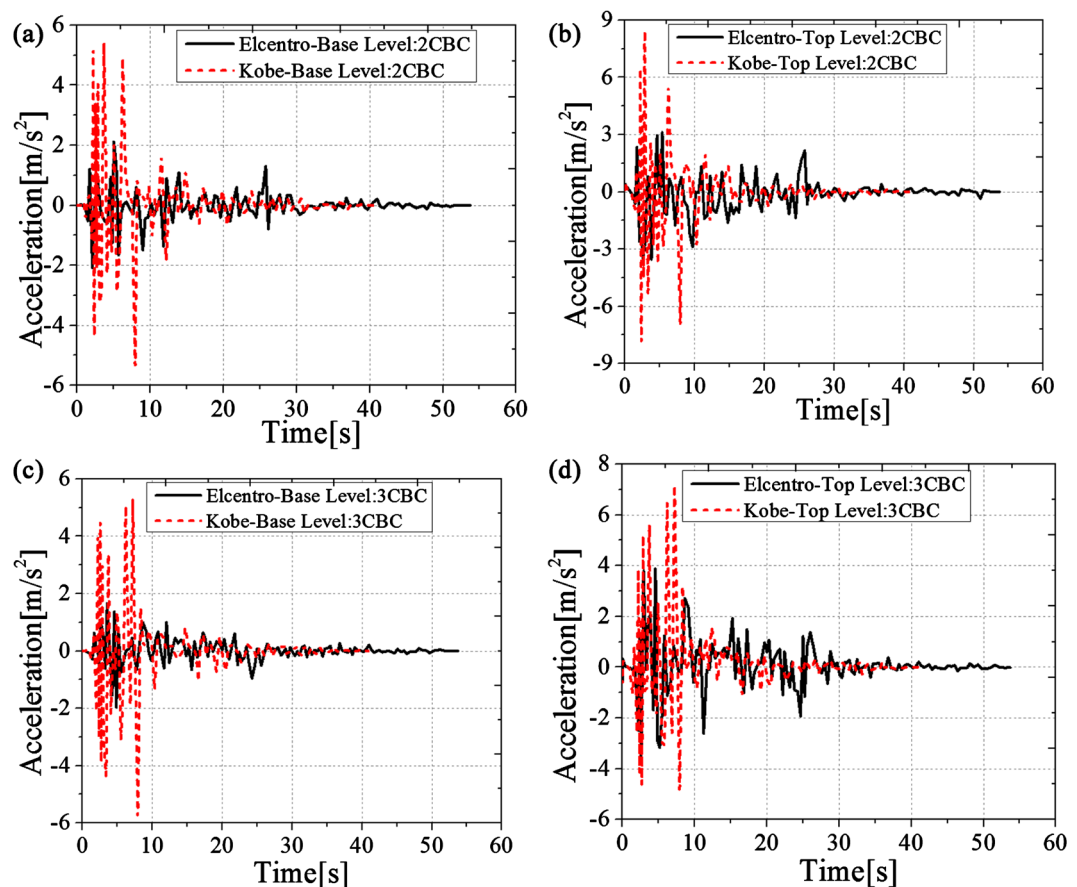 (a)
Elcentro-Base Level:2CBC
Kobe-Base Level:2CBC
Acceleration[m/s²]
6
4
2
0
-2
-4
-6
0 10 20 30 40 50 60
Time[s]
(b)
Elcentro-Top Level:2CBC
Kobe-Top Level:2CBC
Acceleration[m/s²]
9
6
3
0
-3
-6
-9
0 10 20 30 40 50 60
Time[s]
(c)
Elcentro-Base Level:3CBC
Kobe-Base Level:3CBC
Acceleration[m/s²]
6
4
2
0
-2
-4
-6
0 10 20 30 40 50 60
Time[s]
(d)
Elcentro-Top Level:3CBC
Kobe-Top Level:3CBC
Acceleration[m/s²]
8
6
4
2
0
-2
-4
-6
0 10 20 30 40 50 60
Time[s]